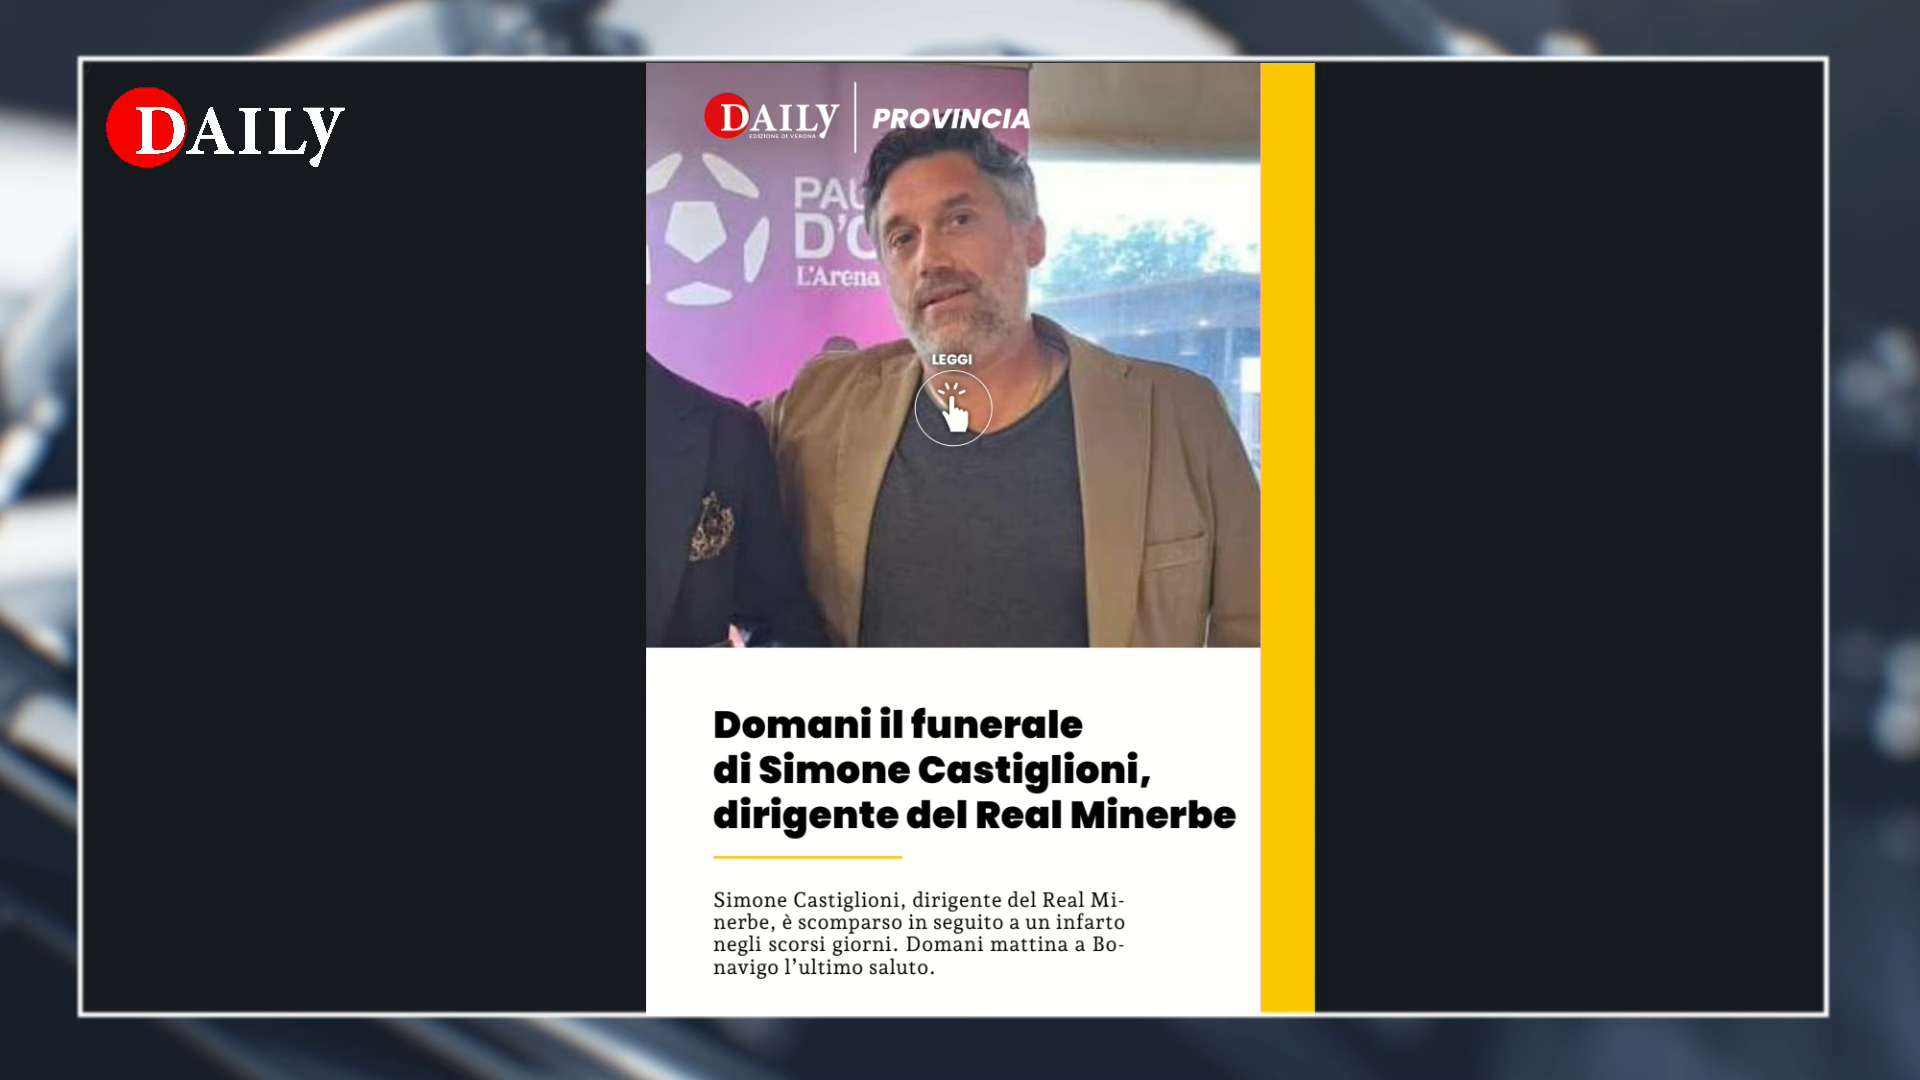 DAILY
DAILY PROVINCIA
EDIZIONE DI VERONA
PAU
D'O
L'Arena
LEGGI
Domani il funerale
di Simone Castiglioni,
dirigente del Real Minerbe
Simone Castiglioni, dirigente del Real Mi-
nerbe, è scomparso in seguito a un infarto
negli scorsi giorni. Domani mattina a Bo-
navigo l’ultimo saluto.